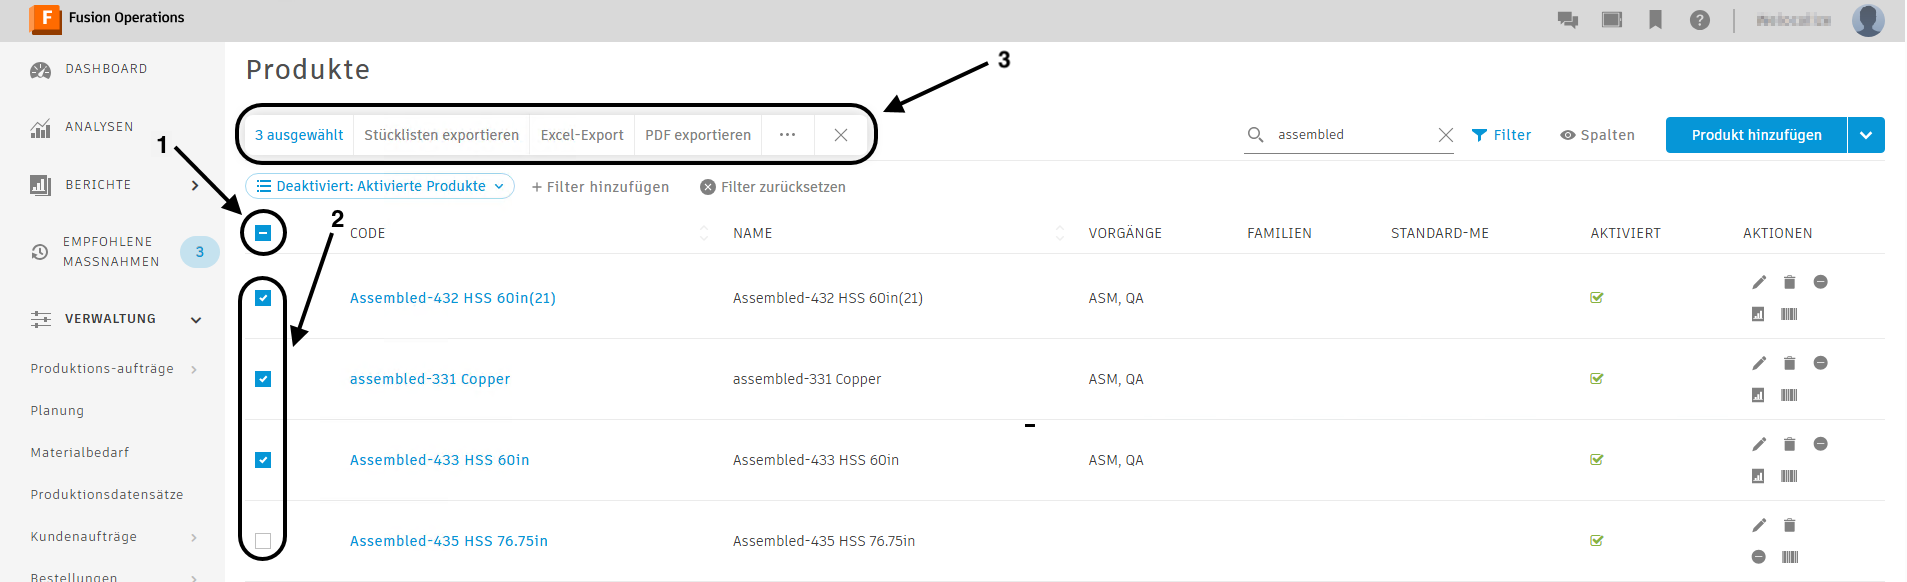 F Fusion Operations
?
DASHBOARD
ANALYSEN
BERICHTE
EMPFOHLENE
MASSNAHMEN
3
VERWALTUNG
Produktions-aufträge
Planung
Materialbedarf
Produktionsdatensätze
Kundenaufträge
Bestellungen
Produkte
3
1
3 ausgewählt Stücklisten exportieren Excel-Export PDF exportieren ...
assembled Filter Spalten Produkt hinzufügen
Deaktiviert: Aktivierte Produkte + Filter hinzufügen Filter zurücksetzen
2
CODE NAME VORGÄNGE FAMILIEN STANDARD-ME AKTIVIERT AKTIONEN
Assembled-432 HSS 60in(21) Assembled-432 HSS 60in(21) ASM, QA
assembled-331 Copper assembled-331 Copper ASM, QA
Assembled-433 HSS 60in Assembled-433 HSS 60in ASM, QA
Assembled-435 HSS 76.75in Assembled-435 HSS 76.75in